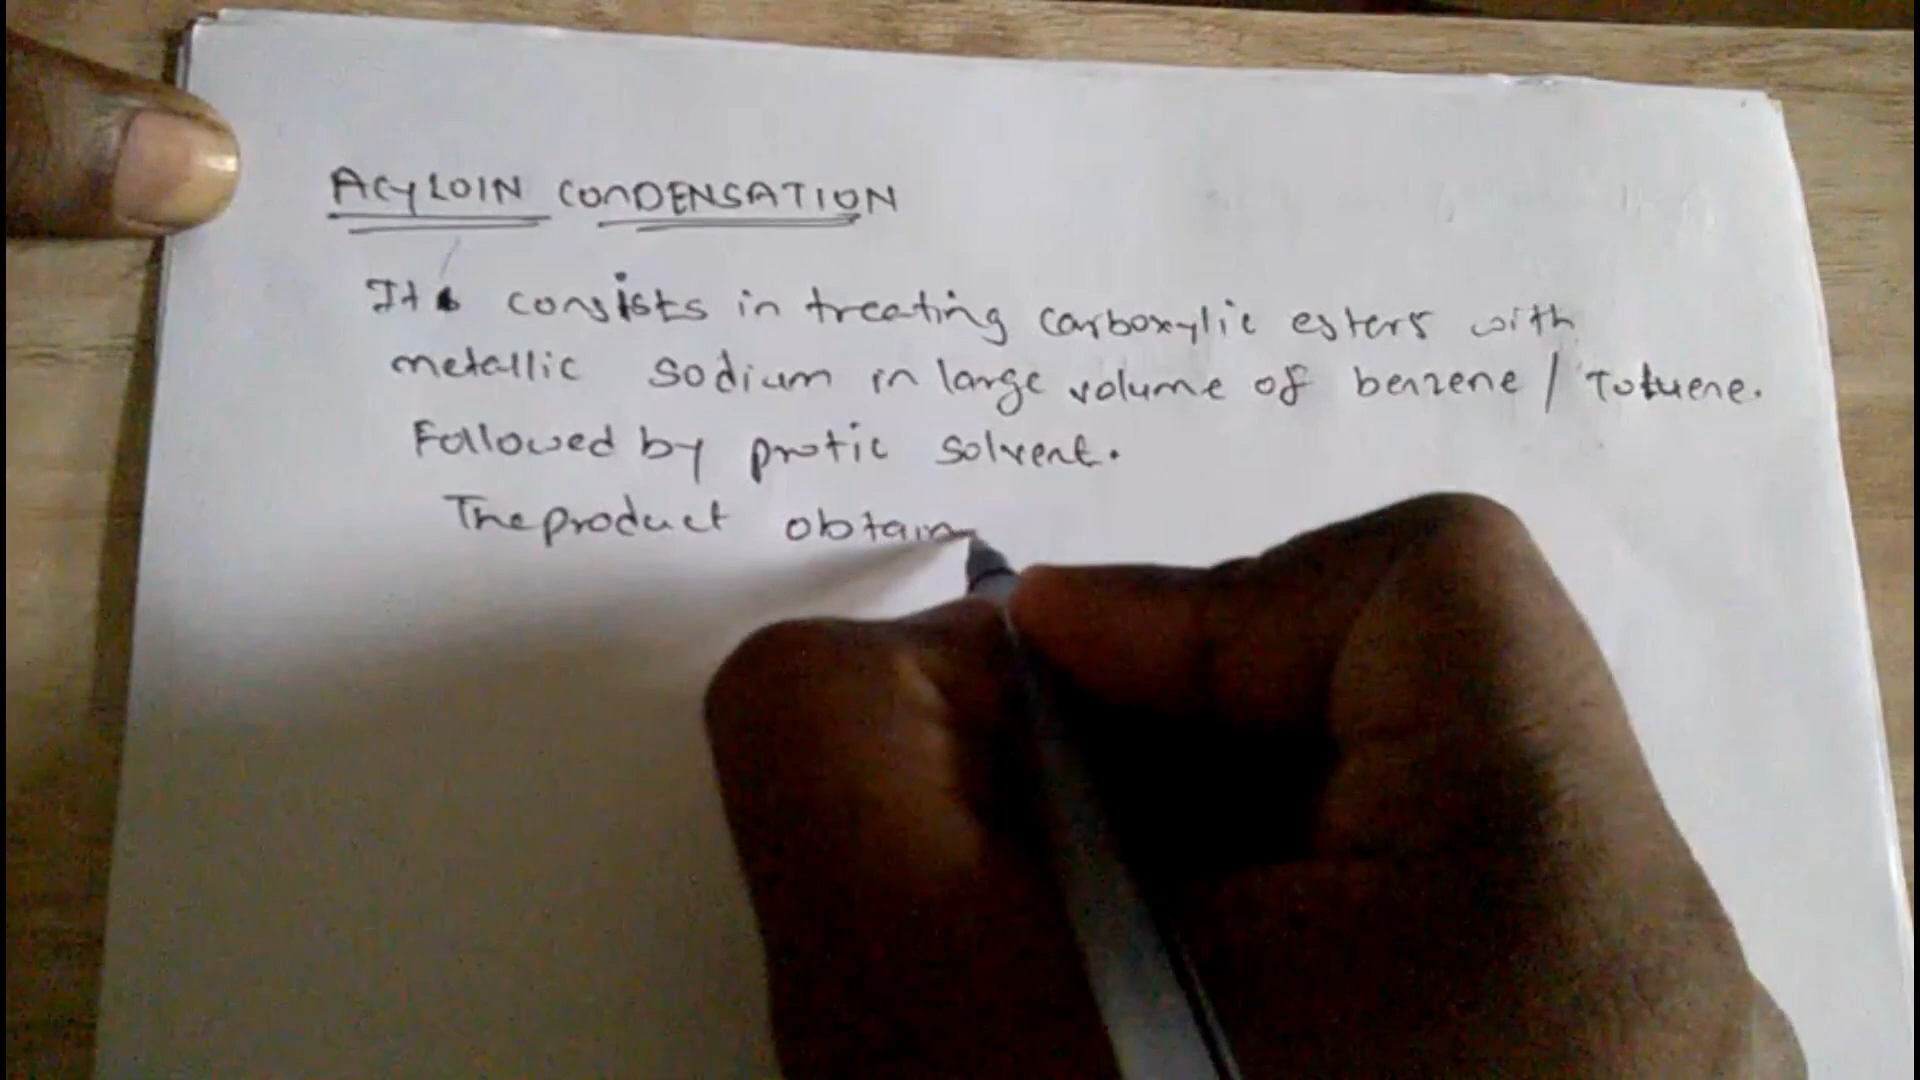 ACYLOIN CONDENSATION
It consists in treating carboxylic esters with
metallic sodium in large volume of benzene / Toluene.
Followed by protic solvent.
The product obtain